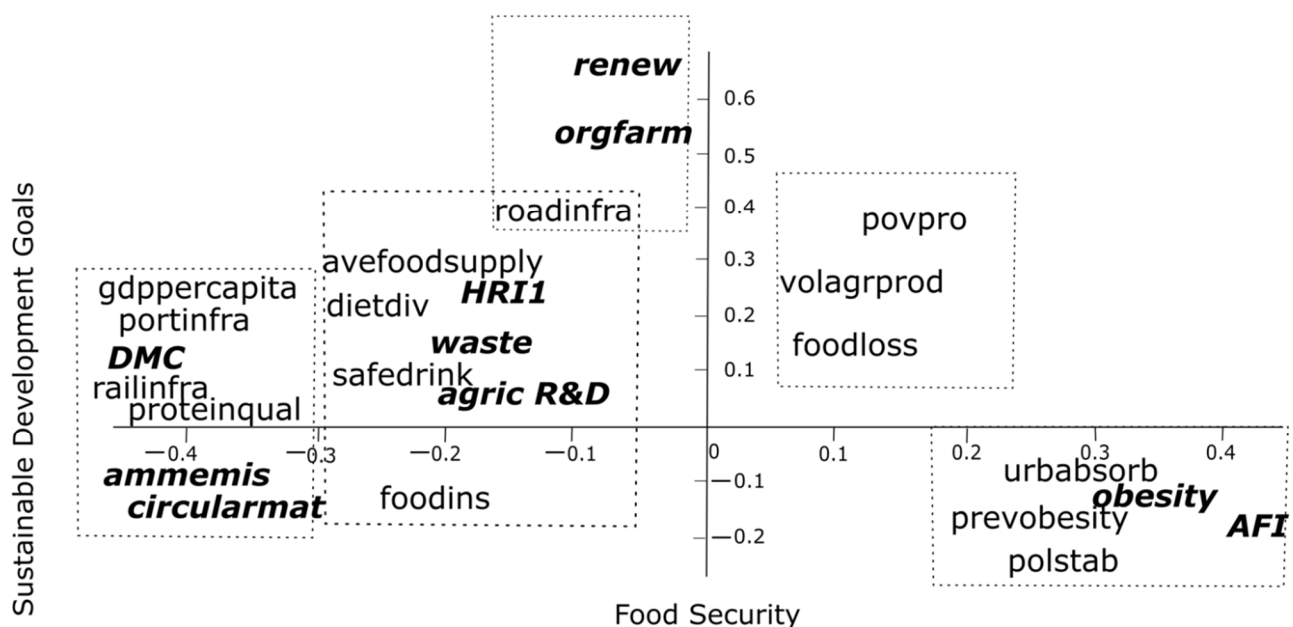 renew
0.6
orgfarm
0.5
roadinfra
0.4
povpro
avefoodsupply
0.3
gdppercapita
HRI1
volagrprod
dietdiv
portinfra
0.2
waste
foodloss
DMC
safedrink
0.1
railinfra
agric R&D
proteinqual
−0.4 −0.3 −0.2 −0.1 0 0.1 0.2 0.3 0.4
ammemis
urbabsorb
−0.1
foodins
obesity
circularmat
prevobesity
AFI
−0.2
polstab
Sustainable Development Goals
Food Security